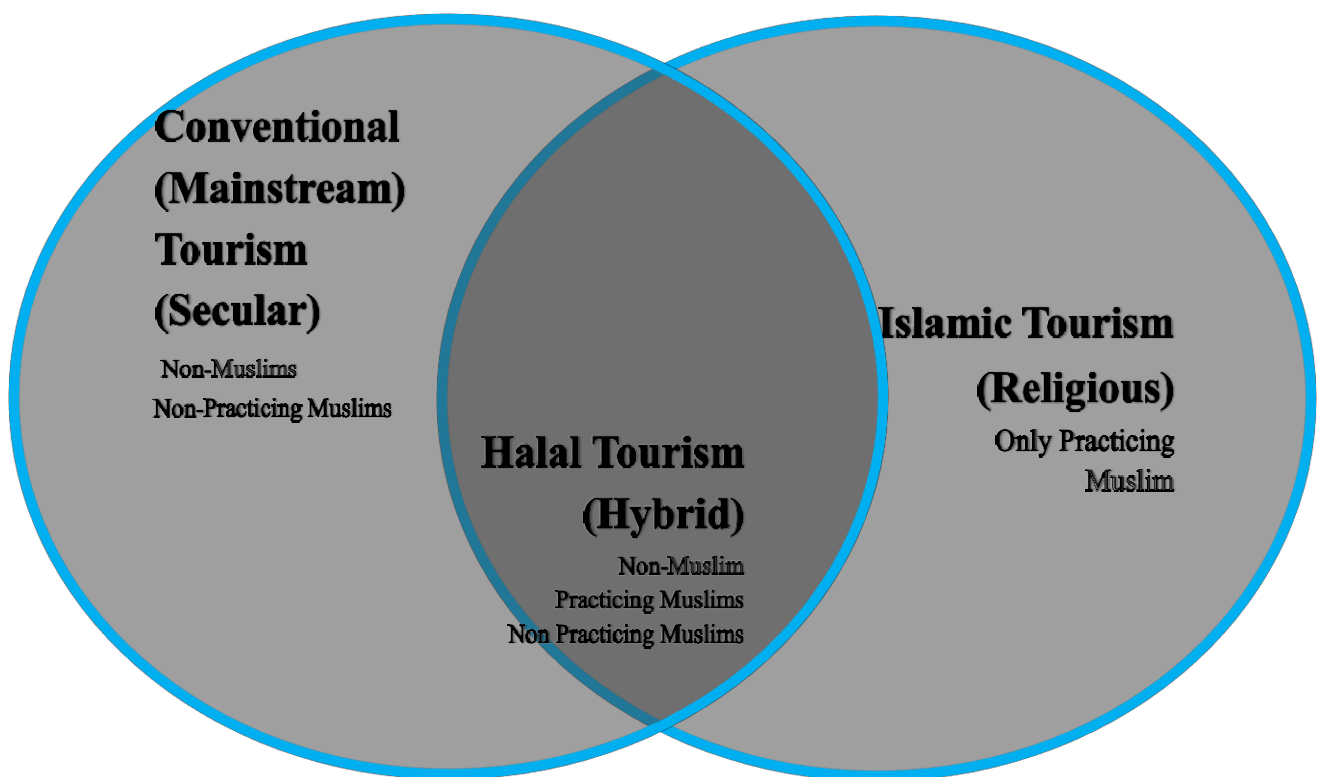 Conventional
(Mainstream)
Tourism
(Secular)
Non-Muslims
Non-Practicing Muslims
Halal Tourism
(Hybrid)
Non-Muslim
Practicing Muslims
Non Practicing Muslims
Islamic Tourism
(Religious)
Only Practicing
Muslim